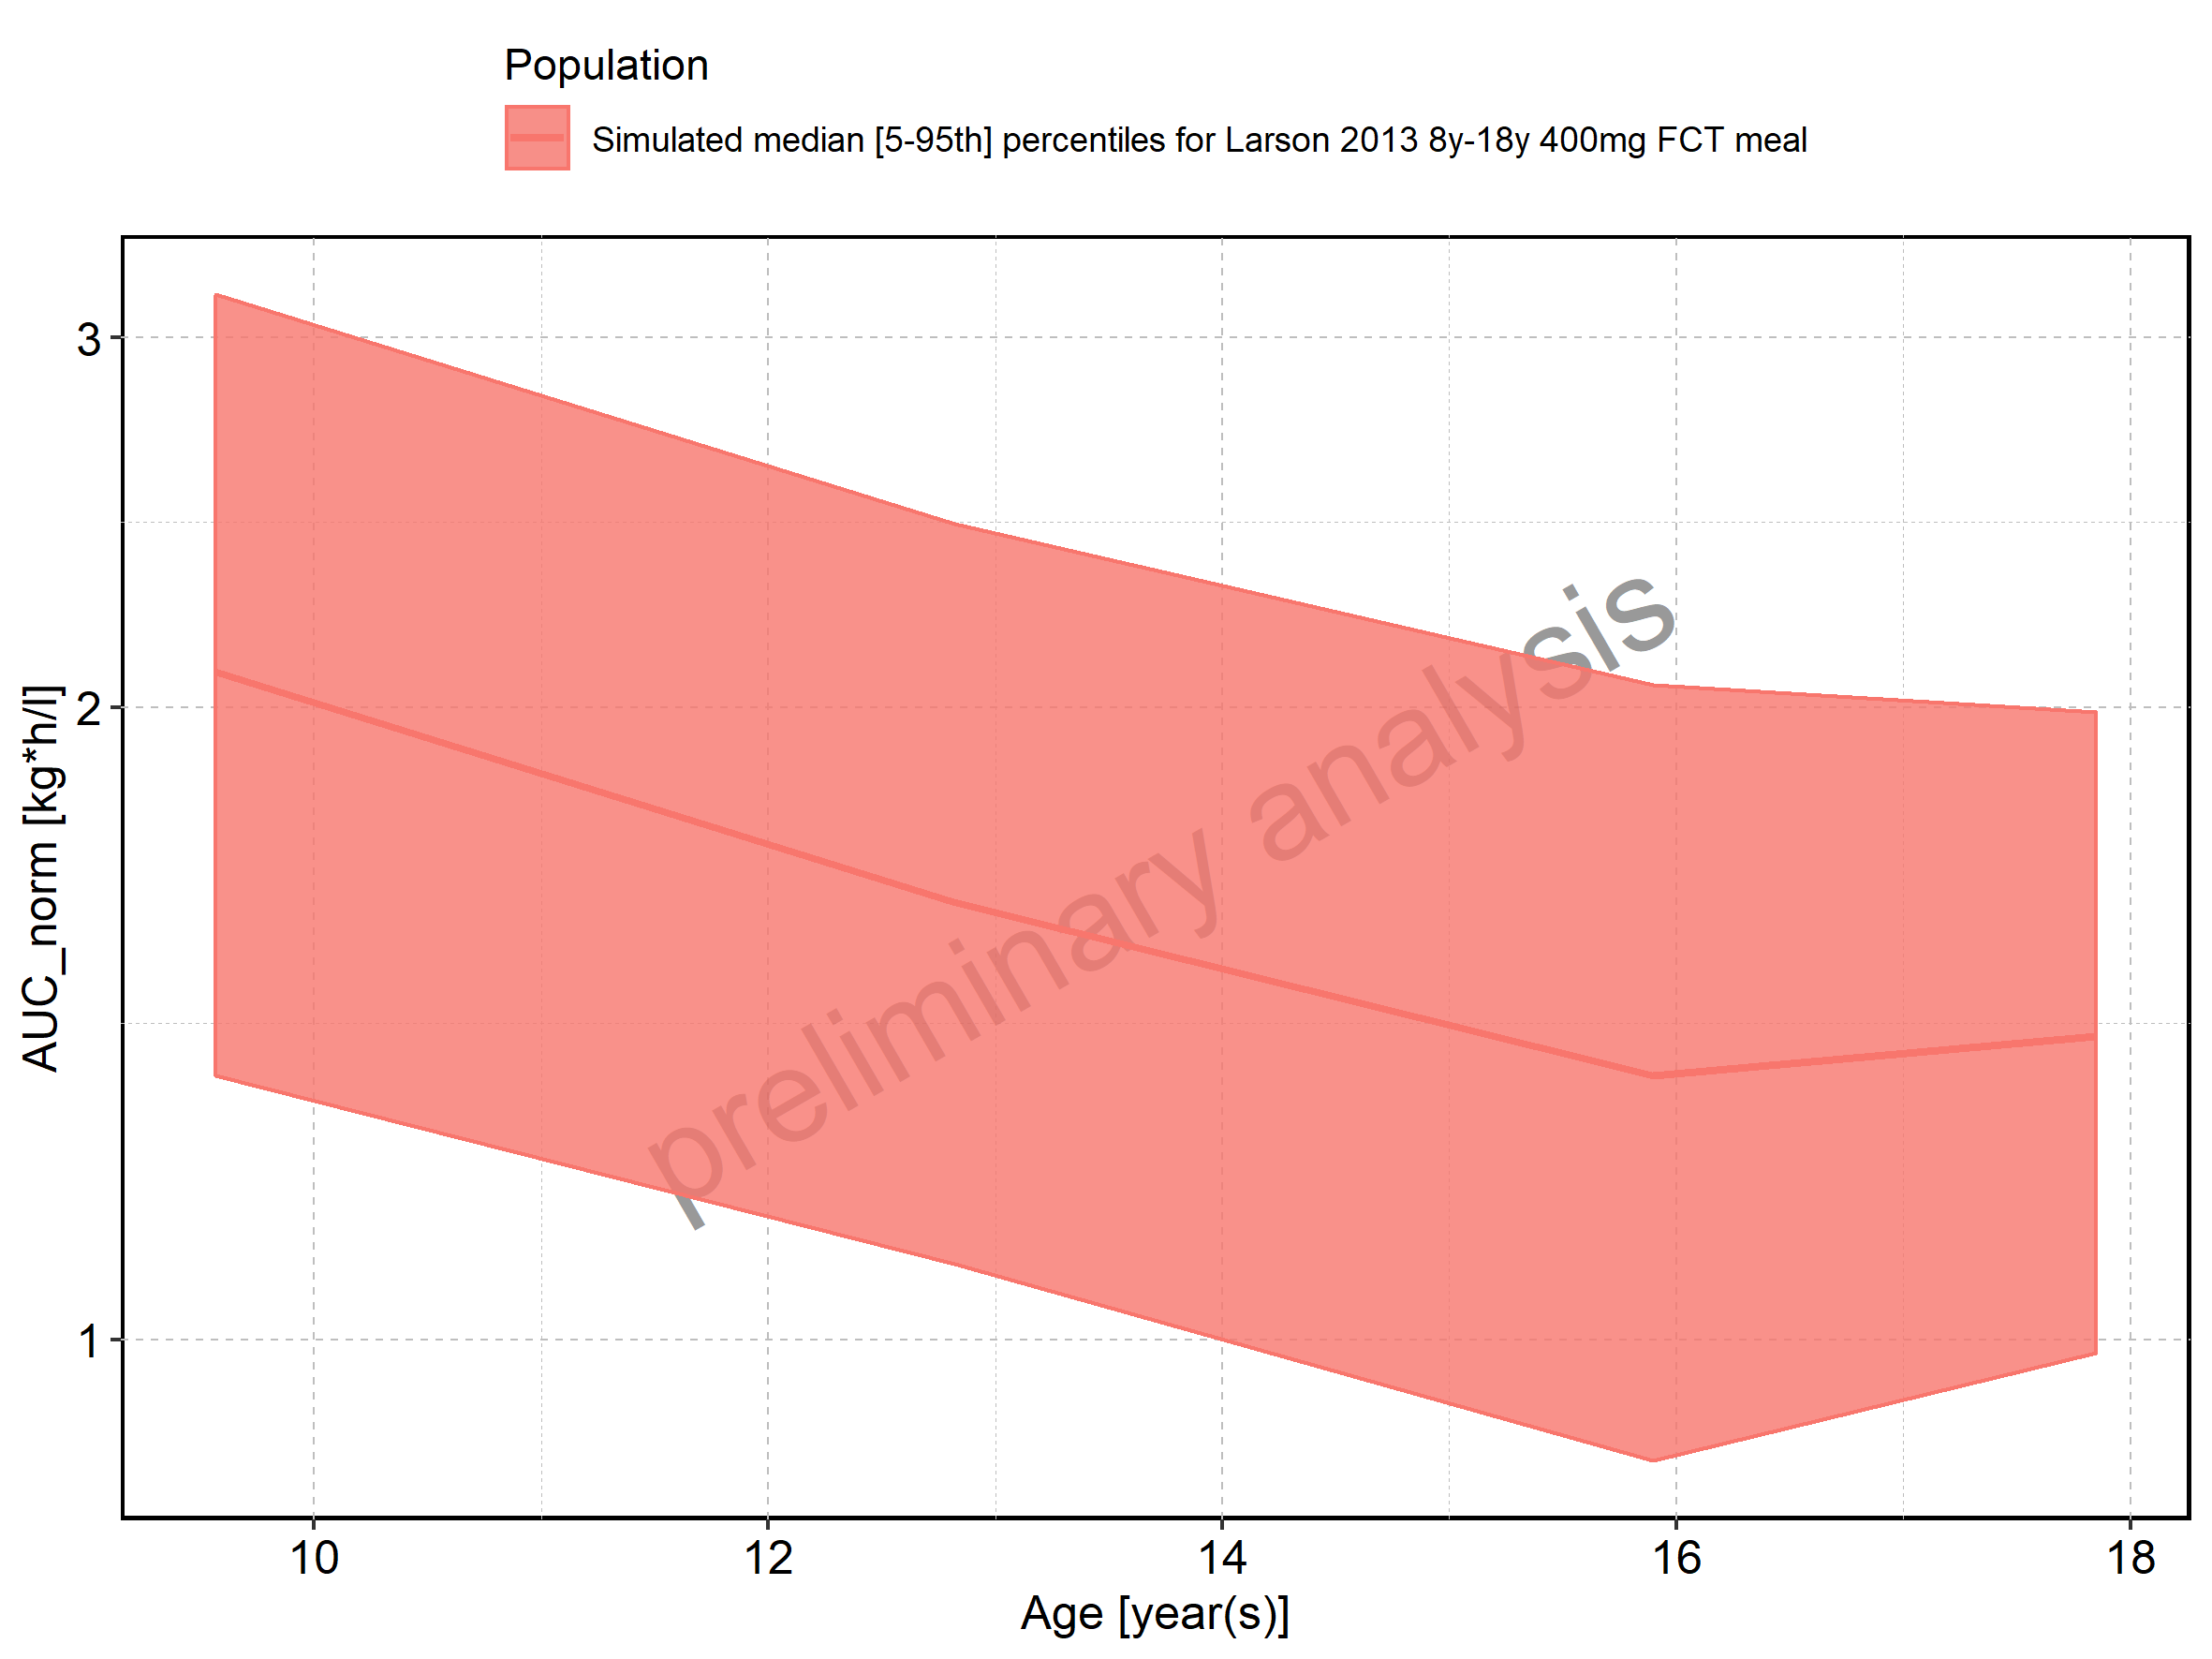 Population
Simulated median [5-95th] percentiles for Larson 2013 8y-18y 400mg FCT meal
3
2
1
AUC_norm [kg*h/l]
preliminary analysis
10 12 14 16 18
Age [year(s)]